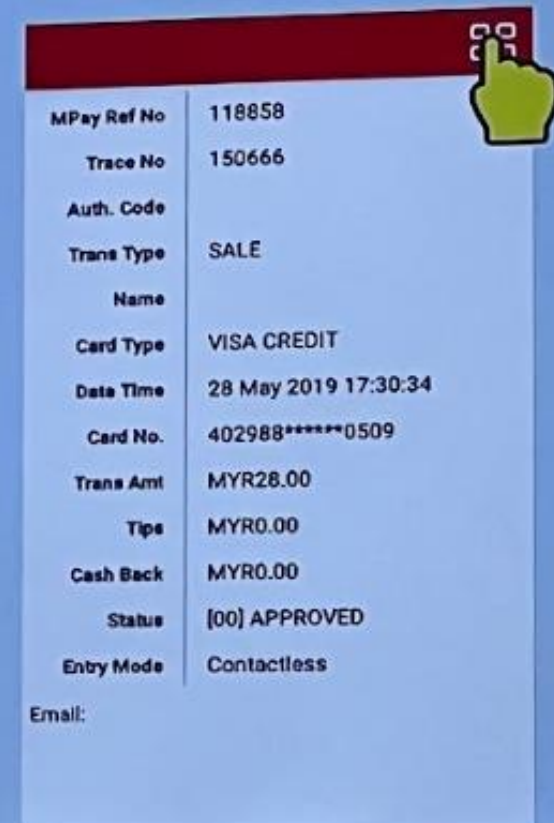 MPay Ref No 118858
Trace No 150666
Auth. Code
Trans Type SALE
Name
Card Type VISA CREDIT
Date Time 28 May 2019 17:30:34
Card No. 402988******0509
Trans Amt MYR28.00
Tips MYR0.00
Cash Back MYR0.00
Status [00] APPROVED
Entry Mode Contactless
Email: